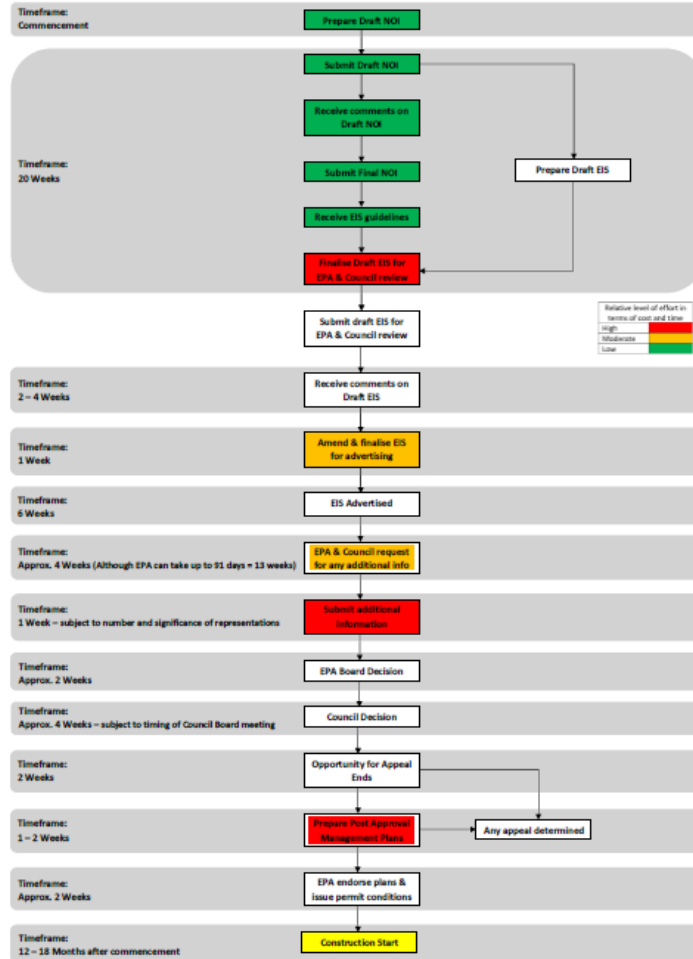 Timeframe:
Commencement
Prepare Draft NOI
Submit Draft NOI
Receive comments on
Draft NOI
Timeframe:
20 Weeks
Submit Final NOI
Prepare Draft EIS
Receive EIS guidelines
Finalise Draft EIS for
EPA & Council review
Submit draft EIS for
EPA & Council review
Relative level of effort in
terms of cost and time
High
Moderate
Low
Timeframe:
2 – 4 Weeks
Receive comments on
Draft EIS
Timeframe:
1 Week
Amend & finalise EIS
for advertising
Timeframe:
6 Weeks
EIS Advertised
Timeframe:
Approx. 4 Weeks (Although EPA can take up to 91 days = 13 weeks)
EPA & Council request
for any additional info
Timeframe:
1 Week – subject to number and significance of representations
Submit additional
information
Timeframe:
Approx. 2 Weeks
EPA Board Decision
Timeframe:
Approx. 4 Weeks – subject to timing of Council Board meeting
Council Decision
Timeframe:
2 Weeks
Opportunity for Appeal
Ends
Timeframe:
1 – 2 Weeks
Prepare Post Approval
Management Plans
Any appeal determined
Timeframe:
Approx. 2 Weeks
EPA endorse plans &
issue permit conditions
Timeframe:
12 – 18 Months after commencement
Construction Start